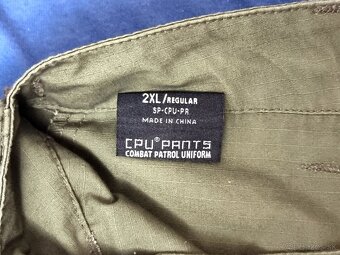 2XL/REGULAR
SP-CPU-PR
MADE IN CHINA
CPU® PANTS
COMBAT PATROL UNIFORM